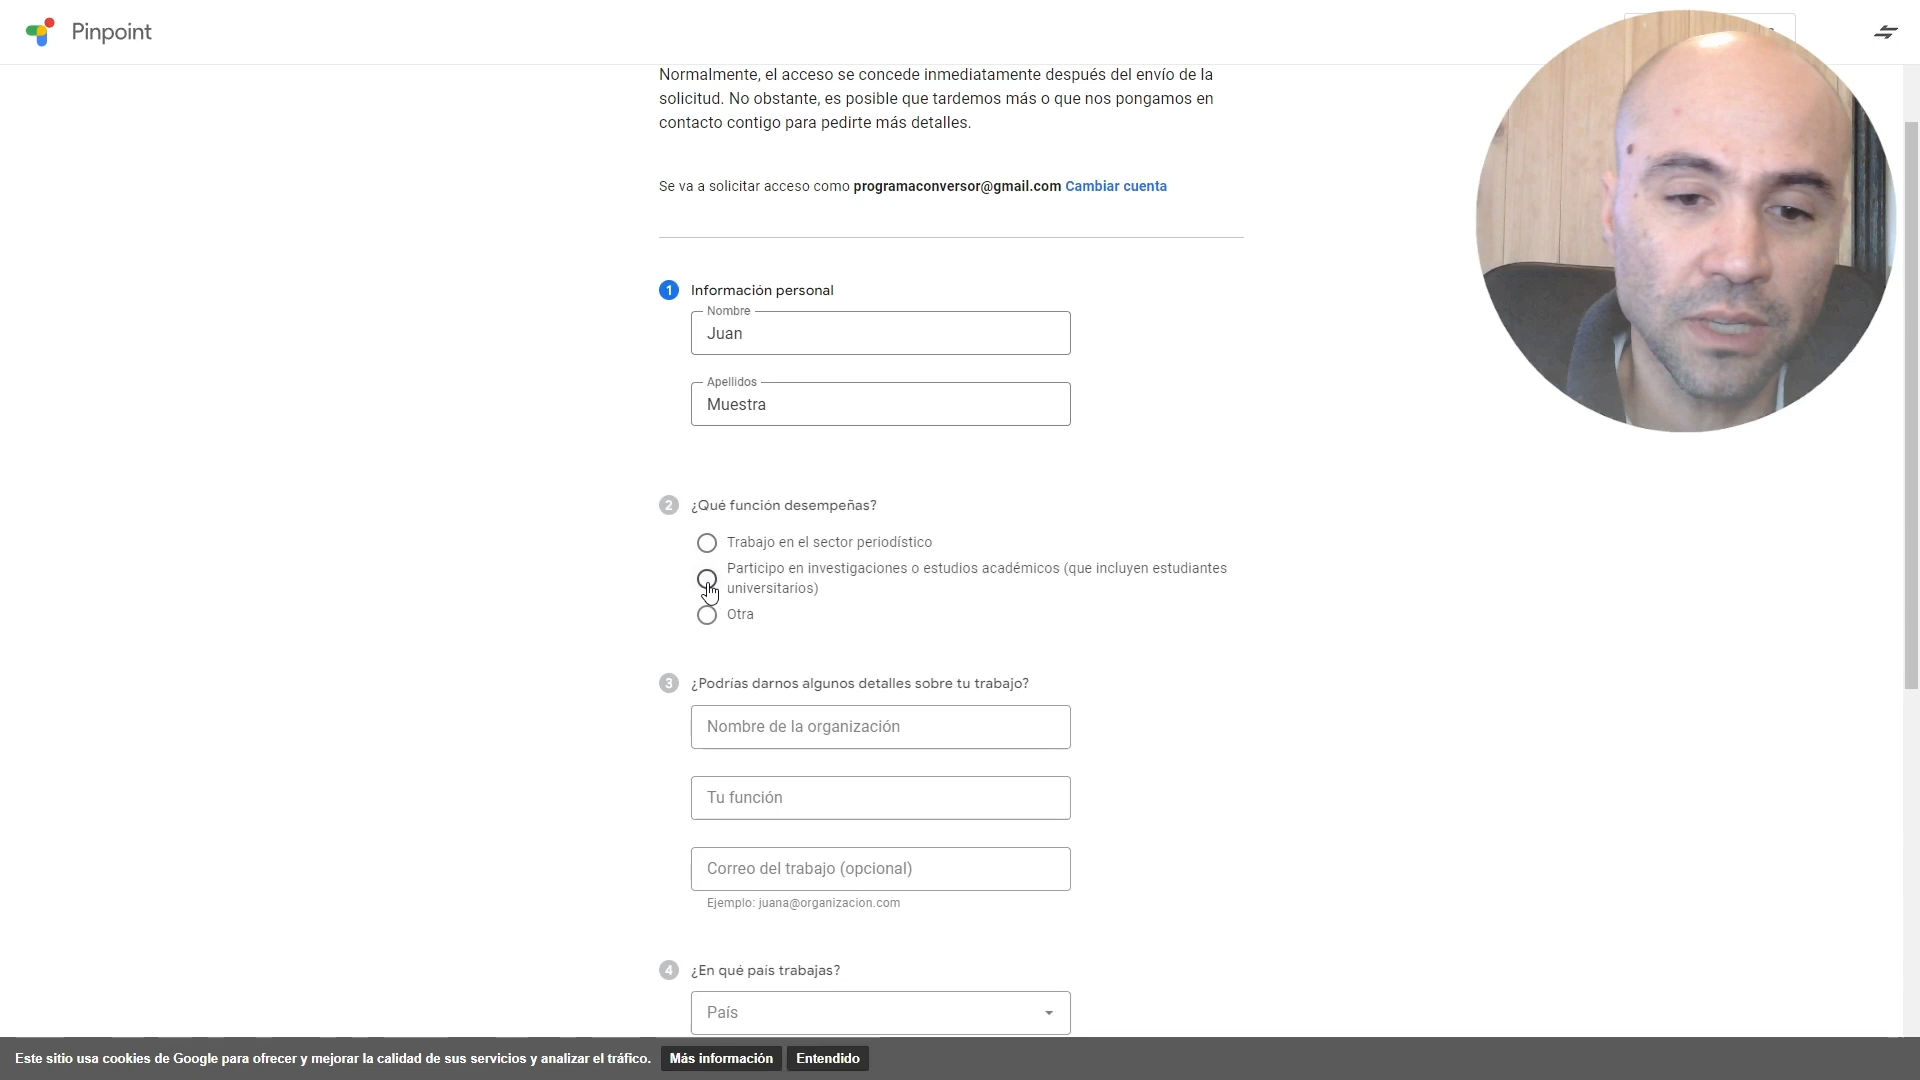 Pinpoint
Normalmente, el acceso se concede inmediatamente después del envío de la
solicitud. No obstante, es posible que tardemos más o que nos pongamos en
contacto contigo para pedirte más detalles.
Se va a solicitar acceso como programaconversor@gmail.com Cambiar cuenta
1 Información personal
Nombre
Juan
Apellidos
Muestra
2 ¿Qué función desempeñas?
Trabajo en el sector periodístico
Participo en investigaciones o estudios académicos (que incluyen estudiantes
universitarios)
Otra
3 ¿Podrías darnos algunos detalles sobre tu trabajo?
Nombre de la organización
Tu función
Correo del trabajo (opcional)
Ejemplo: juana@organizacion.com
4 ¿En qué país trabajas?
País
Este sitio usa cookies de Google para ofrecer y mejorar la calidad de sus servicios y analizar el tráfico. Más información Entendido